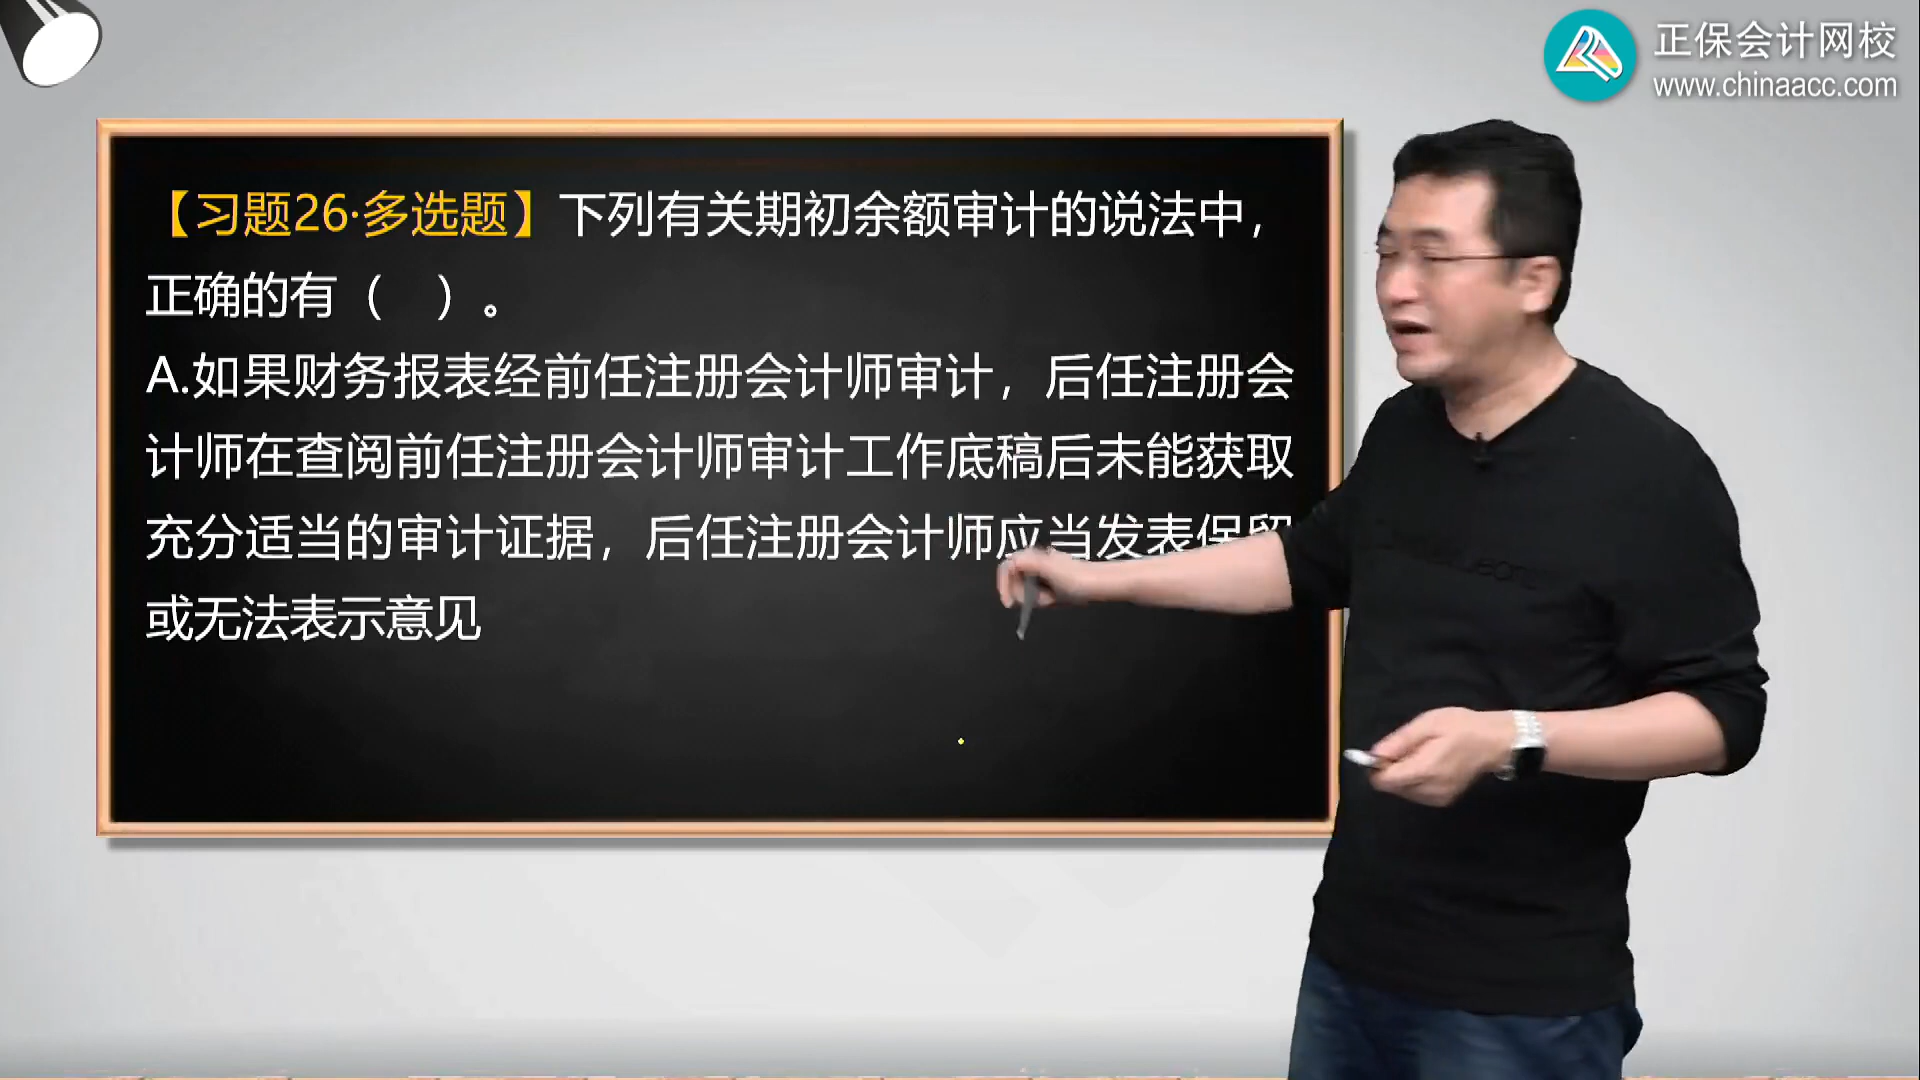 正保会计网校
www.chinaacc.com
【习题26·多选题】下列有关期初余额审计的说法中，
正确的有（　）。
A.如果财务报表经前任注册会计师审计，后任注册会
计师在查阅前任注册会计师审计工作底稿后未能获取
充分适当的审计证据，后任注册会计师应当发表保留
或无法表示意见